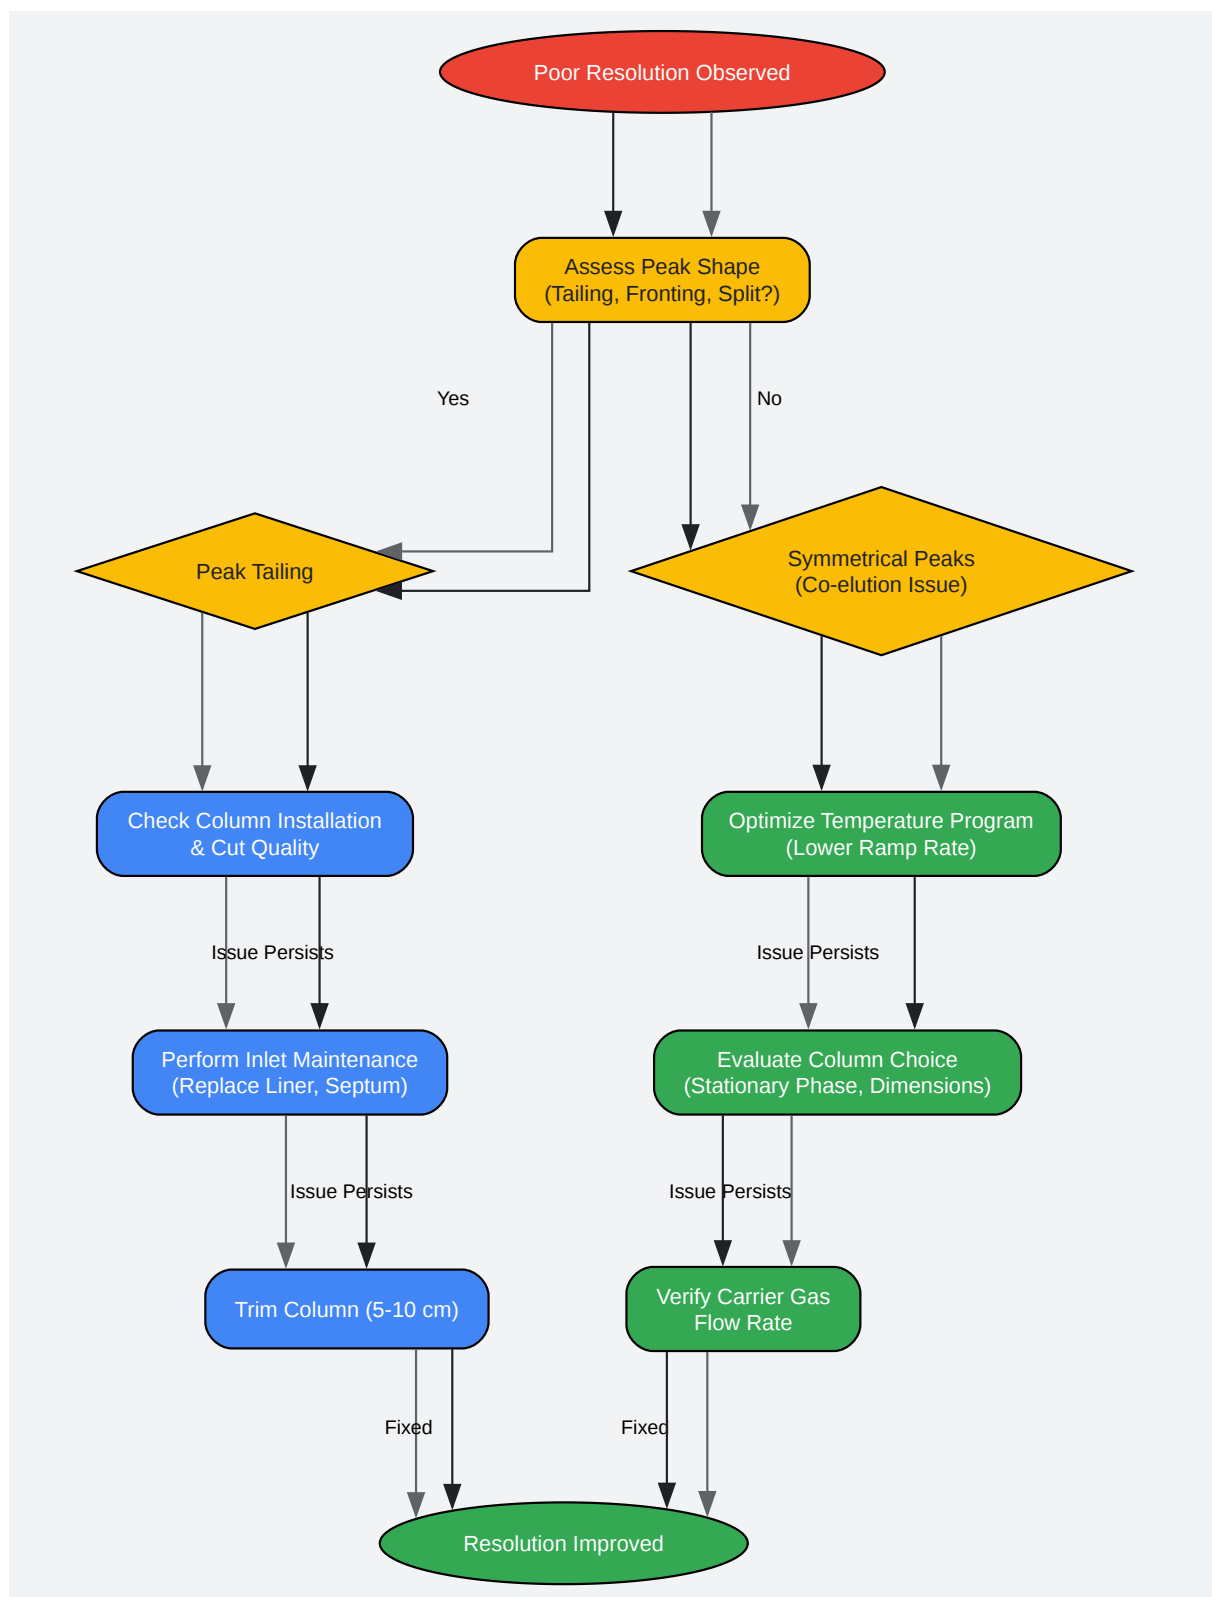 Poor Resolution Observed
Assess Peak Shape
(Tailing, Fronting, Split?)
Yes
No
Peak Tailing
Symmetrical Peaks
(Co-elution Issue)
Check Column Installation
& Cut Quality
Optimize Temperature Program
(Lower Ramp Rate)
Issue Persists
Issue Persists
Perform Inlet Maintenance
(Replace Liner, Septum)
Evaluate Column Choice
(Stationary Phase, Dimensions)
Issue Persists
Issue Persists
Trim Column (5-10 cm)
Verify Carrier Gas
Flow Rate
Fixed
Fixed
Resolution Improved